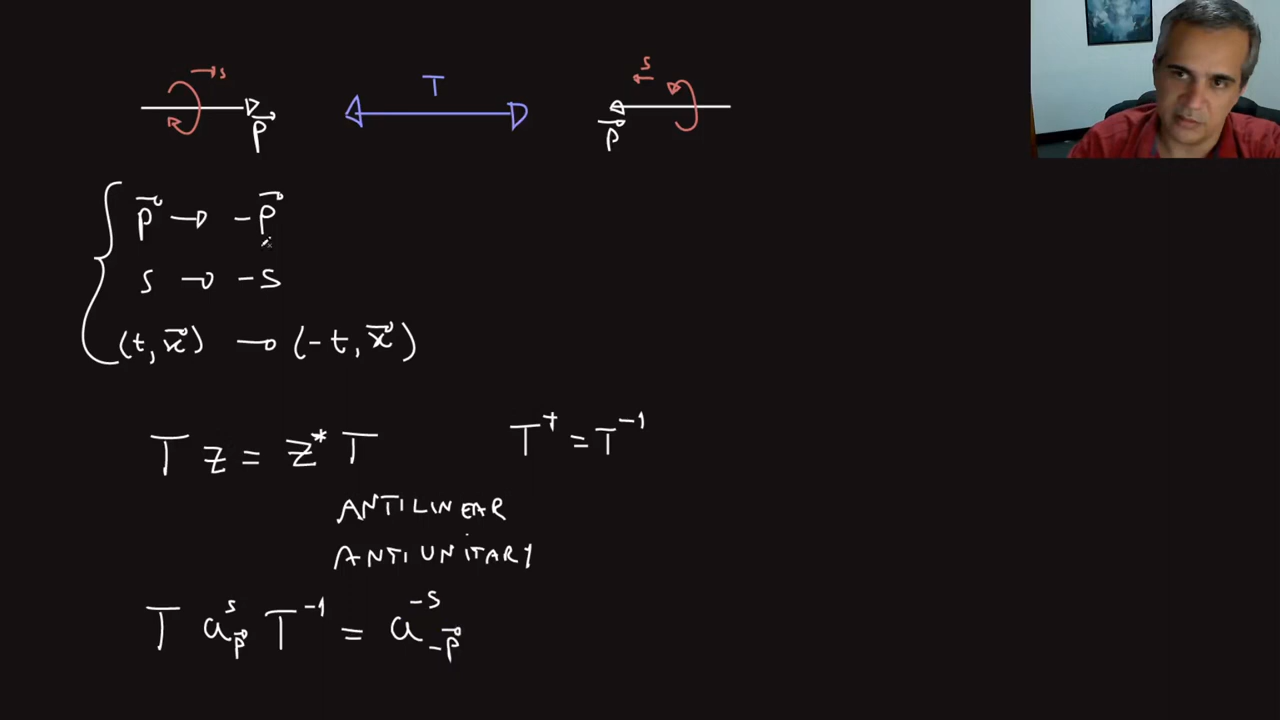 → s T s
p⃗ p⃗
p⃗ → -p⃗
s → -s
(t, x⃗) → (-t, x⃗)
T z = z* T T† = T⁻¹
ANTILINEAR
ANTIUNITARY
T a^s_p⃗ T⁻¹ = a^-s_-p⃗